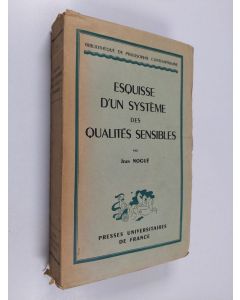 BIBLIOTHÈQUE DE PHILOSOPHIE CONTEMPORAINE
ESQUISSE
D'UN SYSTÈME
DES
QUALITÉS SENSIBLES
PAR
JEAN NOGUÉ
PRESSES UNIVERSITAIRES
DE FRANCE